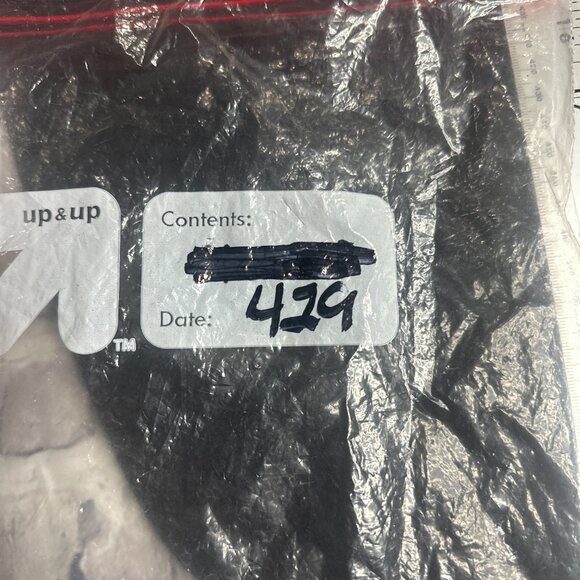 up & up
TM
Contents:
Date: 429